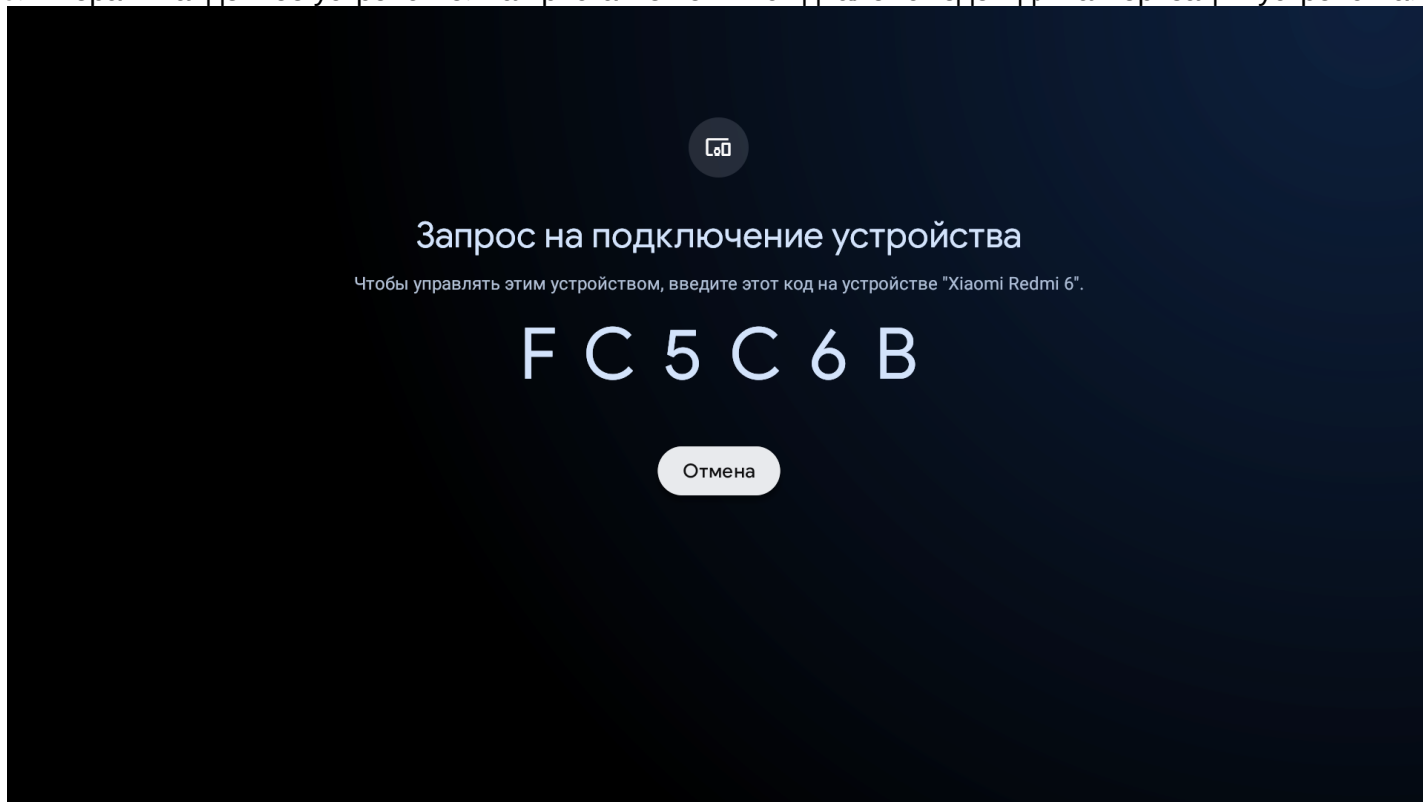 Запрос на подключение устройства
Чтобы управлять этим устройством, введите этот код на устройстве "Xiaomi Redmi 6".
F C 5 C 6 B
Отмена